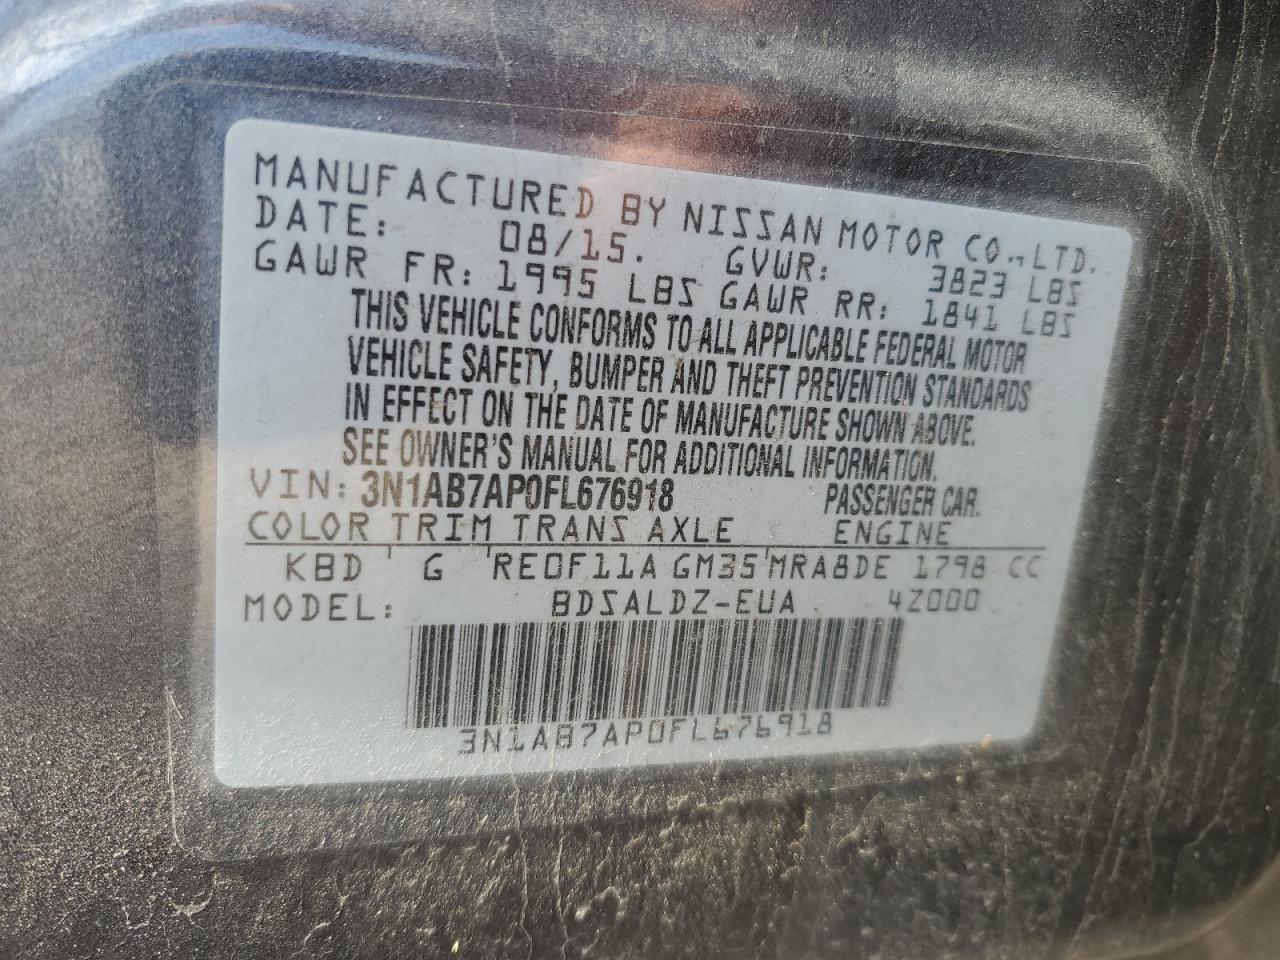 MANUFACTURED BY NISSAN MOTOR CO.,LTD.
DATE: 08/15. GVWR: 3823 LBS
GAWR FR: 1995 LBS GAWR RR: 1841 LBS
THIS VEHICLE CONFORMS TO ALL APPLICABLE FEDERAL MOTOR
VEHICLE SAFETY, BUMPER AND THEFT PREVENTION STANDARDS
IN EFFECT ON THE DATE OF MANUFACTURE SHOWN ABOVE.
SEE OWNER'S MANUAL FOR ADDITIONAL INFORMATION.
VIN: 3N1AB7AP0FL676918 PASSENGER CAR.
COLOR TRIM TRANS AXLE ENGINE
KBD G RE0F11A GM35 MRA8DE 1798 CC
MODEL: BDSALDZ-EUA 4Z000
3N1AB7AP0FL676918